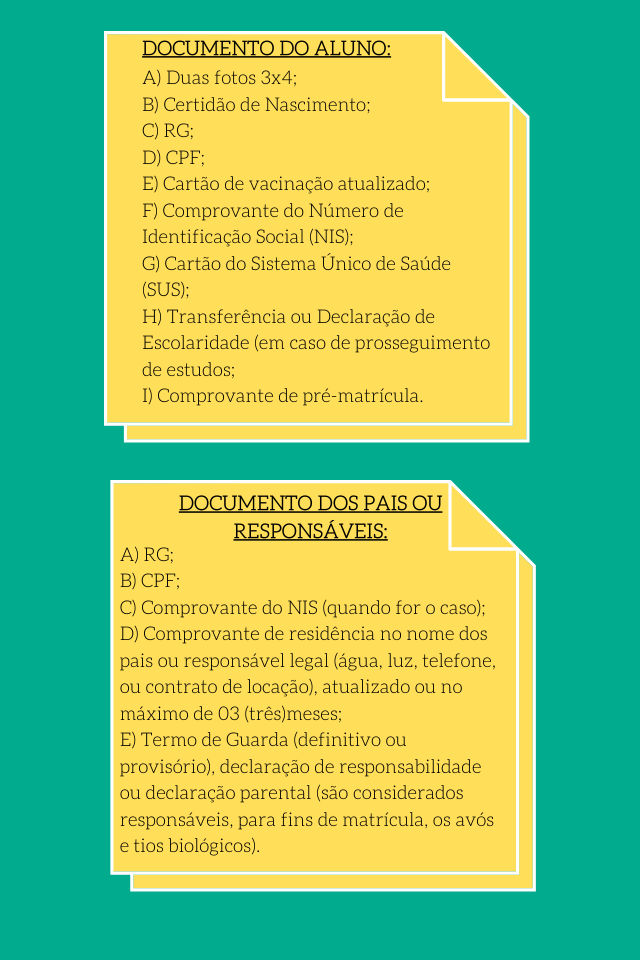 DOCUMENTO DO ALUNO:
A) Duas fotos 3x4;
B) Certidão de Nascimento;
C) RG;
D) CPF;
E) Cartão de vacinação atualizado;
F) Comprovante do Número de
Identificação Social (NIS);
G) Cartão do Sistema Único de Saúde
(SUS);
H) Transferência ou Declaração de
Escolaridade (em caso de prosseguimento
de estudos;
I) Comprovante de pré-matrícula.
DOCUMENTO DOS PAIS OU
RESPONSÁVEIS:
A) RG;
B) CPF;
C) Comprovante do NIS (quando for o caso);
D) Comprovante de residência no nome dos
pais ou responsável legal (água, luz, telefone,
ou contrato de locação), atualizado ou no
máximo de 03 (três)meses;
E) Termo de Guarda (definitivo ou
provisório), declaração de responsabilidade
ou declaração parental (são considerados
responsáveis, para fins de matrícula, os avós
e tios biológicos).